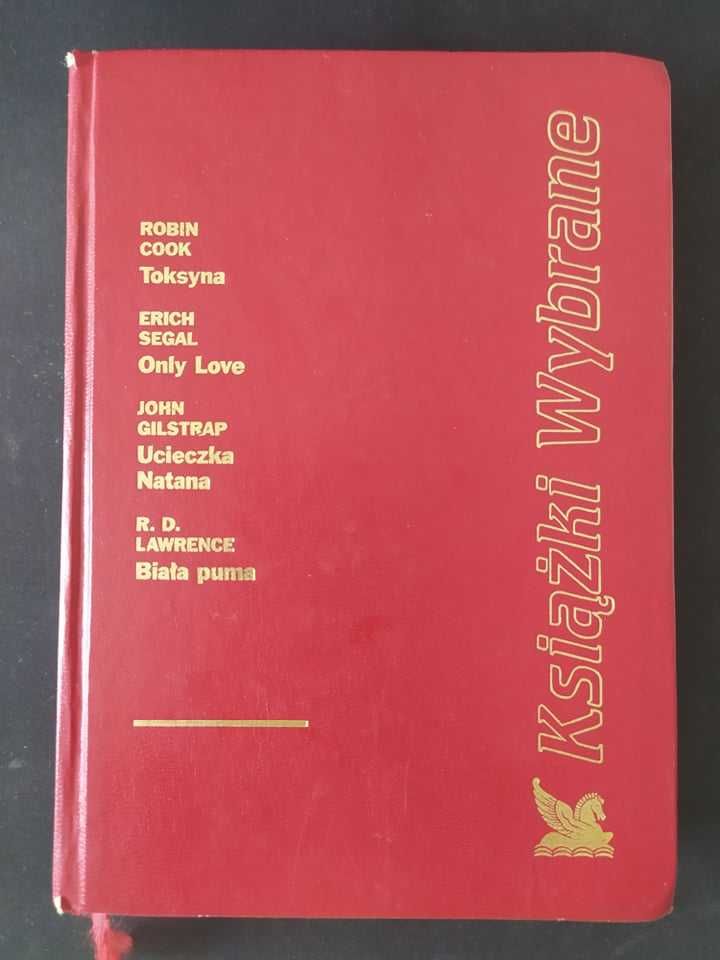 ROBIN
COOK
Toksyna
ERICH
SEGAL
Only Love
JOHN
GILSTRAP
Ucieczka
Natana
R. D.
LAWRENCE
Biała puma
Książki Wybrane